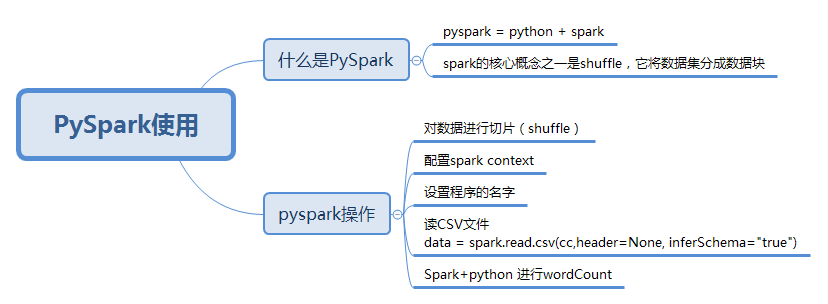 PySpark使用
什么是PySpark
pyspark = python + spark
spark的核心概念之一是shuffle，它将数据集分成数据块
pyspark操作
对数据进行切片（shuffle）
配置spark context
设置程序的名字
读CSV文件
data = spark.read.csv(cc,header=None, inferSchema="true")
Spark+python 进行wordCount